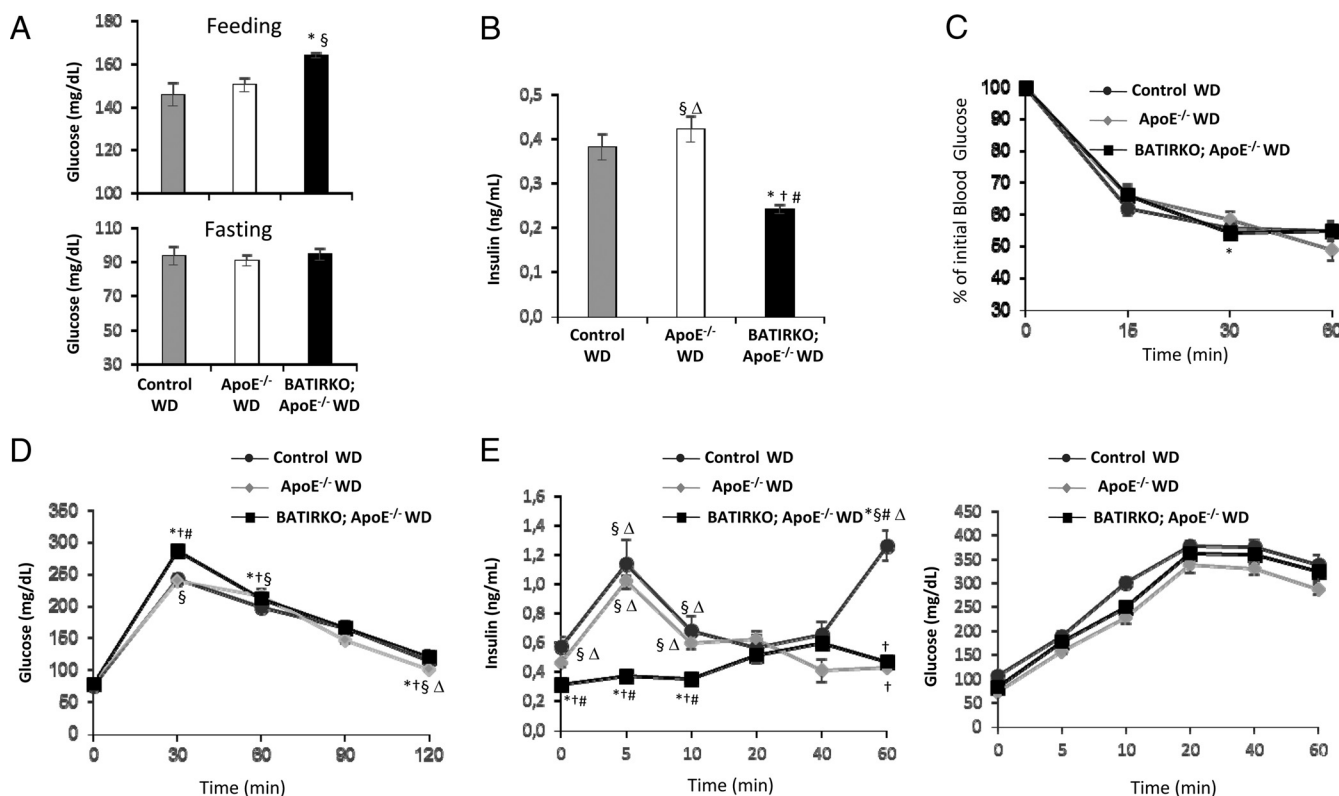 A
Feeding
Glucose (mg/dL)
180
160
140
120
100
* §
Fasting
Glucose (mg/dL)
110
90
70
50
30
Control
WD
ApoE-/-
WD
BATIRKO;
ApoE-/- WD
B
Insulin (ng/mL)
0,5
0,4
0,3
0,2
0,1
0,0
§ Δ
* † #
Control
WD
ApoE-/-
WD
BATIRKO;
ApoE-/- WD
C
% of initial Blood Glucose
100
90
80
70
60
50
40
30
Control WD
ApoE-/- WD
BATIRKO; ApoE-/- WD
*
0 15 30 60
Time (min)
D
Control WD
ApoE-/- WD
BATIRKO; ApoE-/- WD
Glucose (mg/dL)
350
300
250
200
150
100
50
0
*†#
§
*†§
*†§ Δ
0 30 60 90 120
Time (min)
E
Control WD
ApoE-/- WD
BATIRKO; ApoE-/- WD
Insulin (ng/mL)
1,6
1,4
1,2
1,0
0,8
0,6
0,4
0,2
0,0
§ Δ
*§# Δ
§ Δ
§ Δ
§ Δ
§ Δ
†
†
*†#
*†#
*†#
0 5 10 20 40 60
Time (min)
Control WD
ApoE-/- WD
BATIRKO; ApoE-/- WD
Glucose (mg/dL)
450
400
350
300
250
200
150
100
50
0
0 5 10 20 40 60
Time (min)